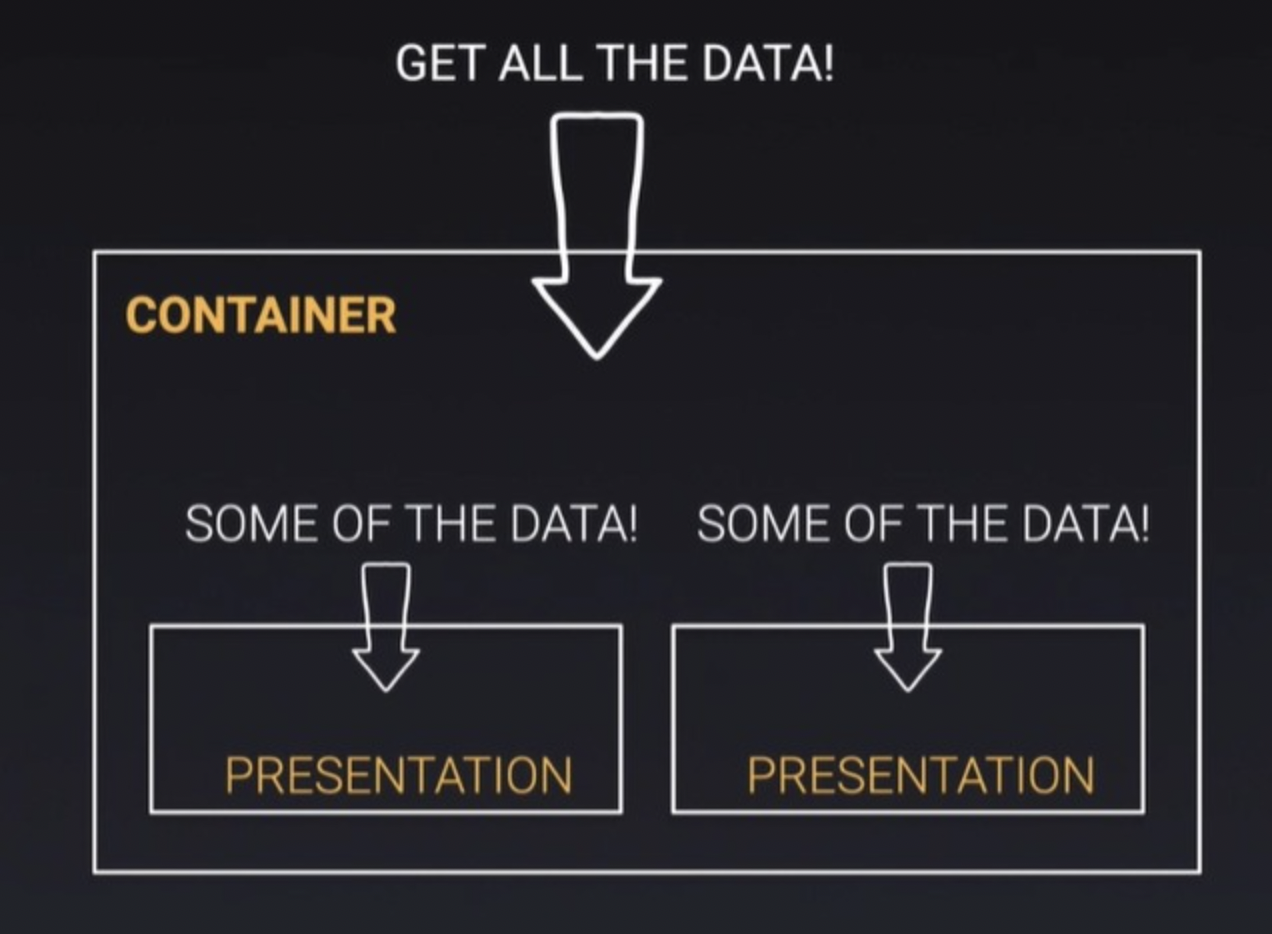 GET ALL THE DATA!
CONTAINER
SOME OF THE DATA!
SOME OF THE DATA!
PRESENTATION
PRESENTATION